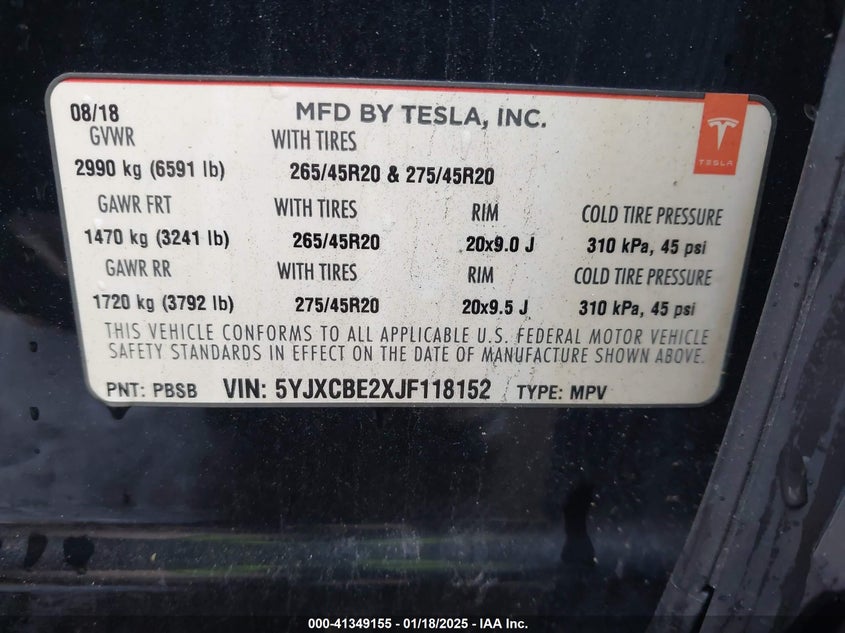 08/18 MFD BY TESLA, INC.
GVWR WITH TIRES
2990 kg (6591 lb) 265/45R20 & 275/45R20
TESLA
GAWR FRT WITH TIRES RIM COLD TIRE PRESSURE
1470 kg (3241 lb) 265/45R20 20x9.0 J 310 kPa, 45 psi
GAWR RR WITH TIRES RIM COLD TIRE PRESSURE
1720 kg (3792 lb) 275/45R20 20x9.5 J 310 kPa, 45 psi
THIS VEHICLE CONFORMS TO ALL APPLICABLE U.S. FEDERAL MOTOR VEHICLE
SAFETY STANDARDS IN EFFECT ON THE DATE OF MANUFACTURE SHOWN ABOVE.
PNT: PBSB VIN: 5YJXCBE2XJF118152 TYPE: MPV
000-41349155 - 01/18/2025 - IAA Inc.